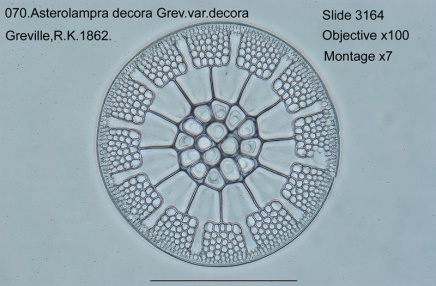 070.Asterolampra decora Grev.var.decora
Greville,R.K.1862.
Slide 3164
Objective x100
Montage x7